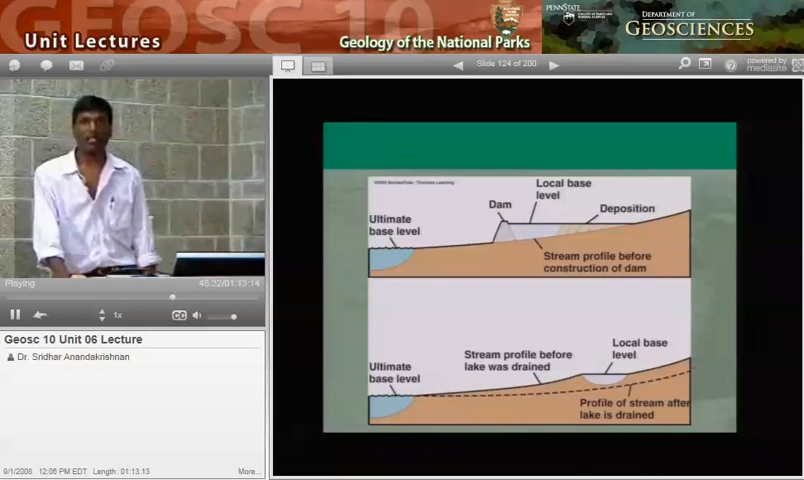 GEOSC 10
Unit Lectures
Geology of the National Parks
PENNSTATE
DEPARTMENT OF
GEOSCIENCES
Slide 124 of 200
powered by
mediasite
Playing
48:32/01:13:14
1x
CC
Geosc 10 Unit 06 Lecture
Dr. Sridhar Anandakrishnan
9/1/2008 12:06 PM EDT Length: 01:13:13
More...
Ultimate
base level
Dam
Local base
level
Deposition
Stream profile before
construction of dam
Ultimate
base level
Stream profile before
lake was drained
Local base
level
Profile of stream after
lake is drained